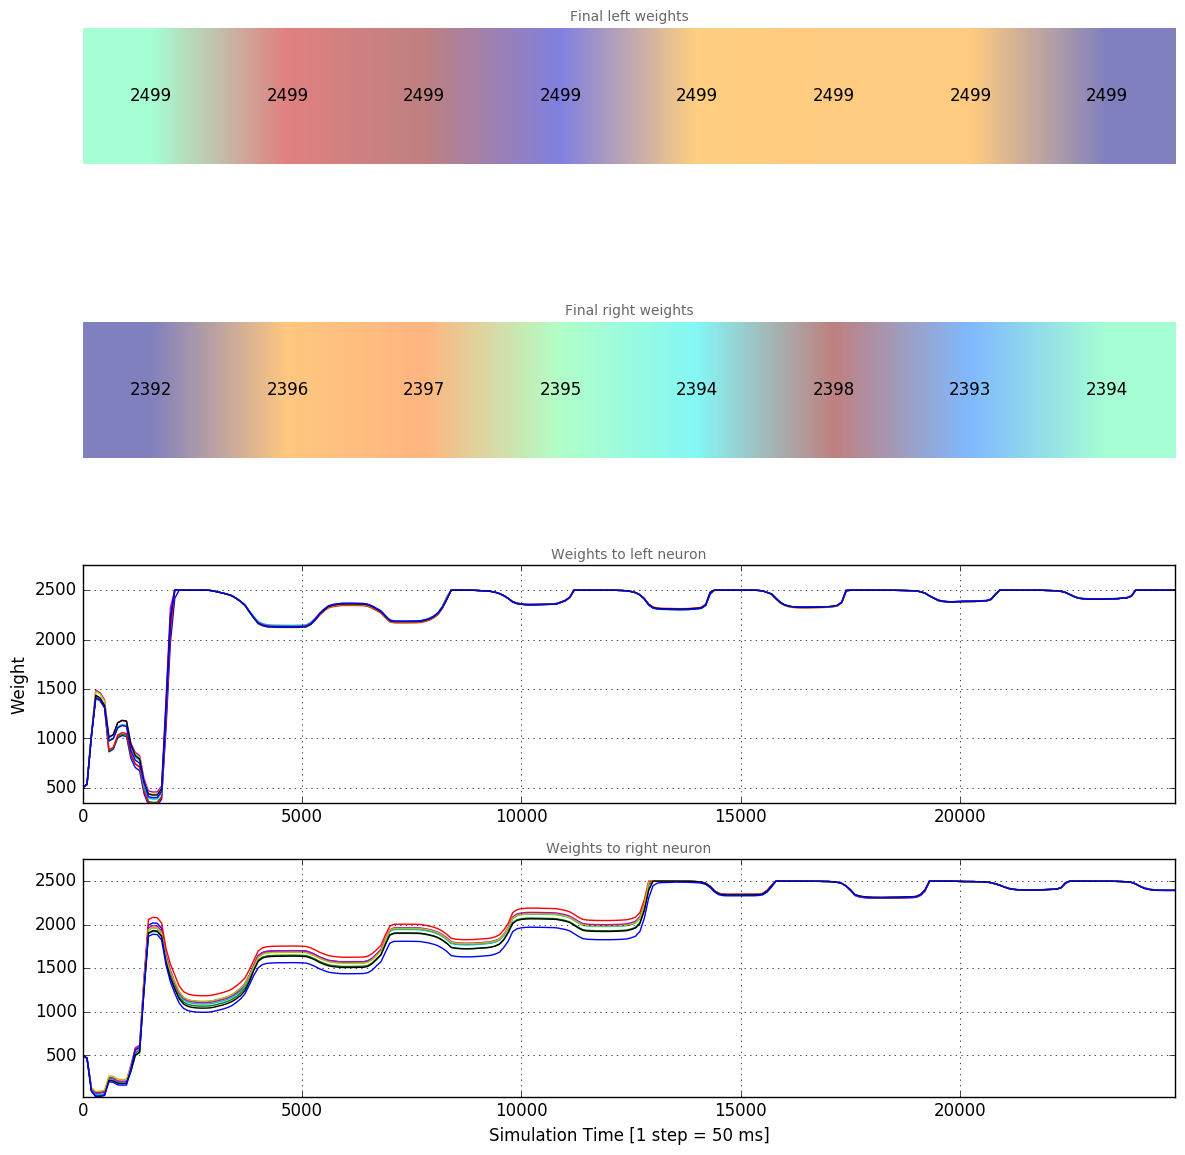 Final left weights
2499 2499 2499 2499 2499 2499 2499 2499
Final right weights
2392 2396 2397 2395 2394 2398 2393 2394
Weights to left neuron
Weight
2500
2000
1500
1000
500
0 5000 10000 15000 20000
Weights to right neuron
2500
2000
1500
1000
500
0 5000 10000 15000 20000
Simulation Time [1 step = 50 ms]